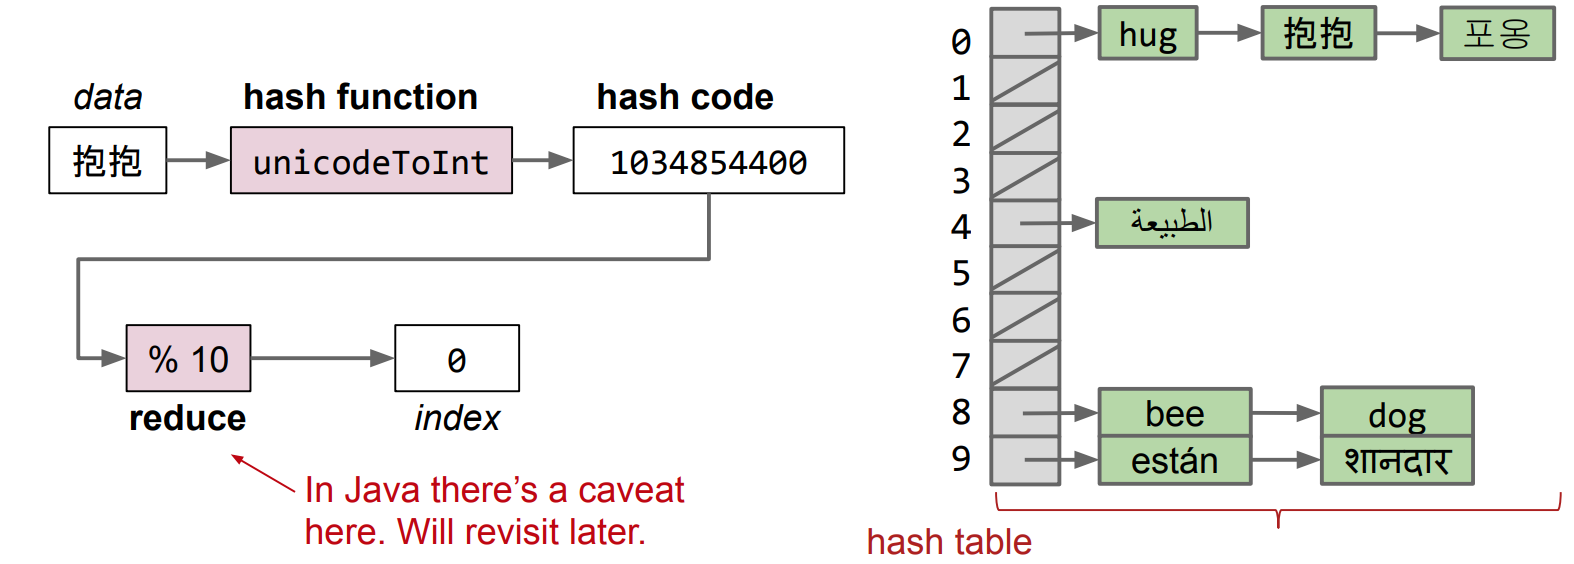 data
hash function
hash code
抱抱
unicodeToInt
1034854400
% 10
0
reduce
index
In Java there’s a caveat
here. Will revisit later.
0
hug
抱抱
포옹
1
2
3
4
الطبيعة
5
6
7
8
bee
dog
9
están
शानदार
hash table